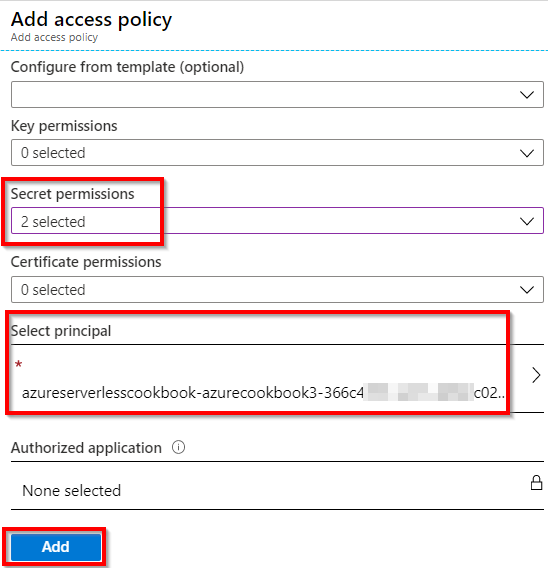 Add access policy
Add access policy
Configure from template (optional)
Key permissions
0 selected
Secret permissions
2 selected
Certificate permissions
0 selected
Select principal
*
azureserverlesscookbook-azurecookbook3-366c4 c02..
Authorized application
None selected
Add